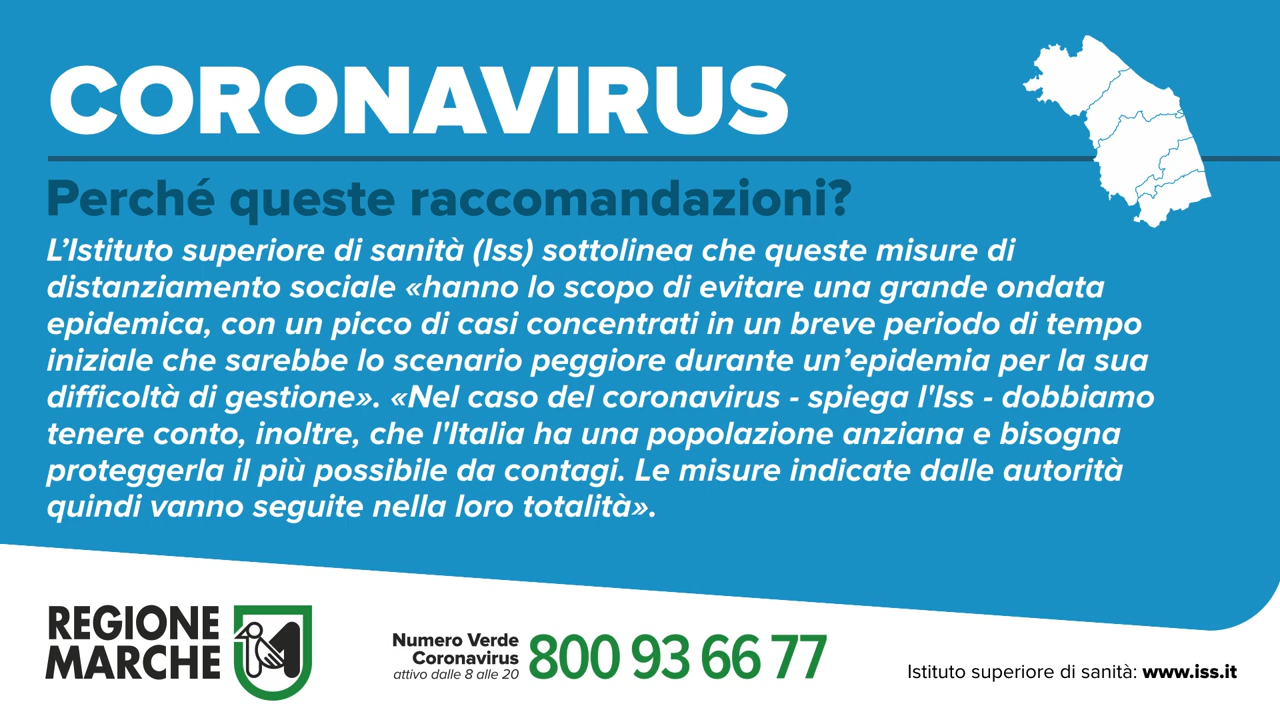 CORONAVIRUS
Perché queste raccomandazioni?
L’Istituto superiore di sanità (Iss) sottolinea che queste misure di
distanziamento sociale «hanno lo scopo di evitare una grande ondata
epidemica, con un picco di casi concentrati in un breve periodo di tempo
iniziale che sarebbe lo scenario peggiore durante un’epidemia per la sua
difficoltà di gestione». «Nel caso del coronavirus - spiega l'Iss - dobbiamo
tenere conto, inoltre, che l'Italia ha una popolazione anziana e bisogna
proteggerla il più possibile da contagi. Le misure indicate dalle autorità
quindi vanno seguite nella loro totalità».
REGIONE
MARCHE
Numero Verde
Coronavirus
attivo dalle 8 alle 20
800 93 66 77
Istituto superiore di sanità: www.iss.it